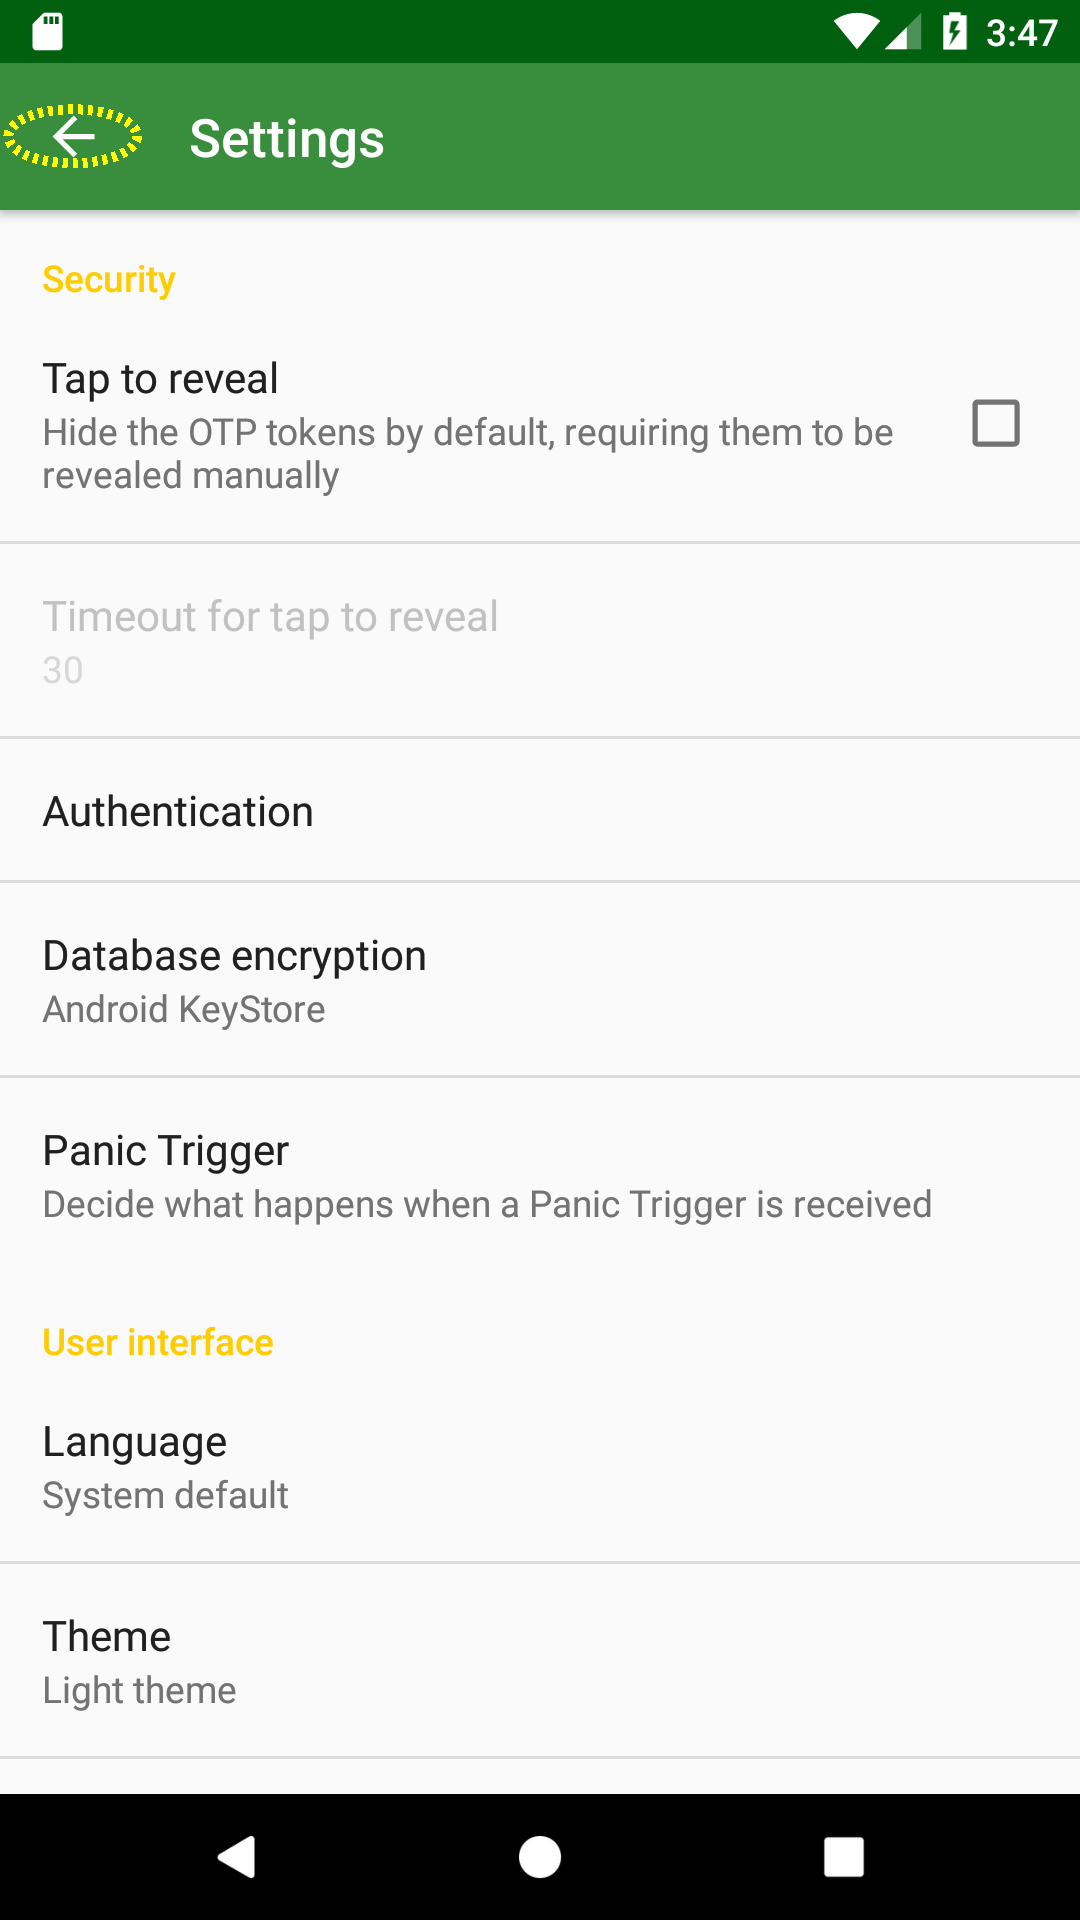 3:47
Settings
Security
Tap to reveal
Hide the OTP tokens by default, requiring them to be
revealed manually
Timeout for tap to reveal
30
Authentication
Database encryption
Android KeyStore
Panic Trigger
Decide what happens when a Panic Trigger is received
User interface
Language
System default
Theme
Light theme